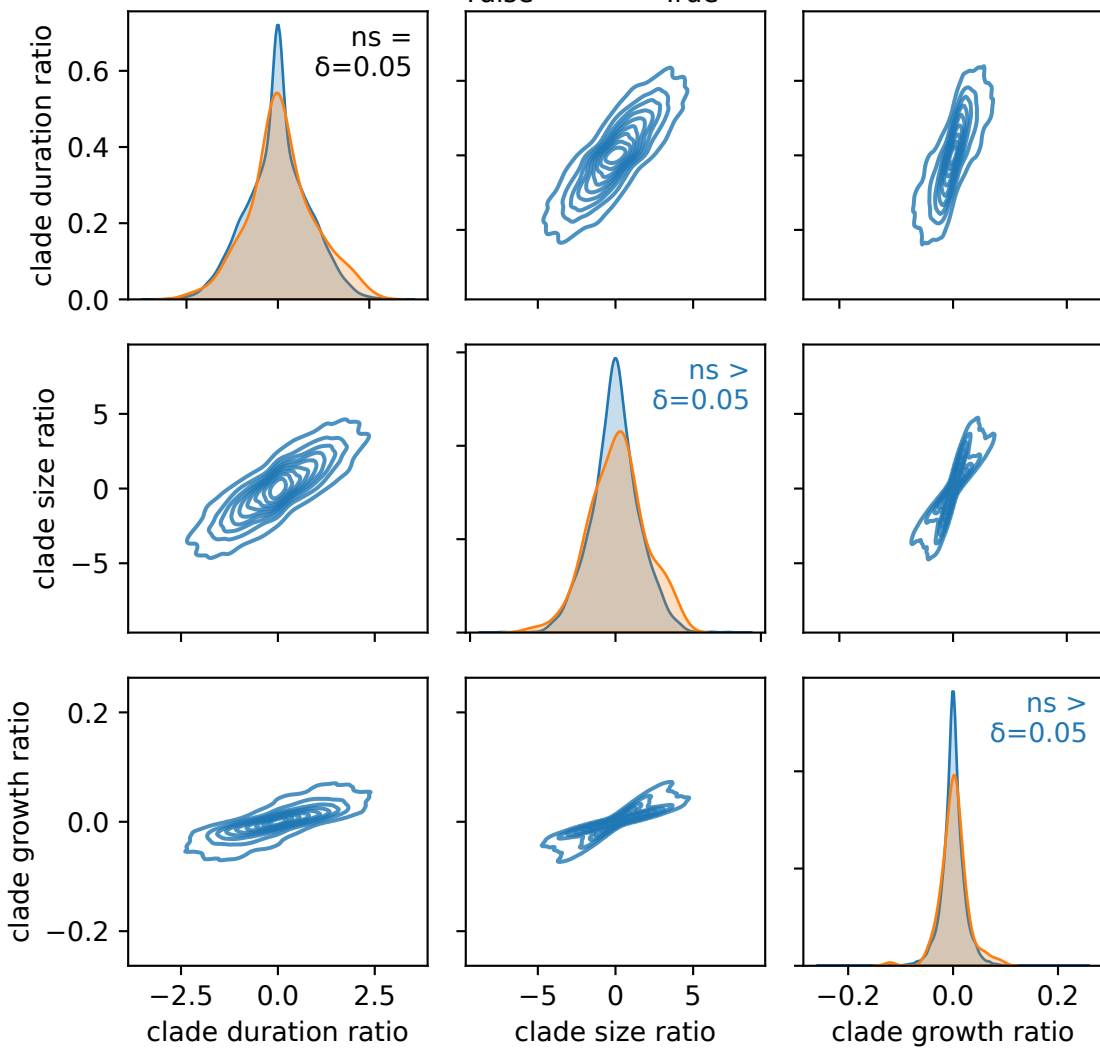 ns =
δ=0.05
clade duration ratio
0.6
0.4
0.2
0.0
ns >
δ=0.05
clade size ratio
5
0
−5
ns >
δ=0.05
clade growth ratio
0.2
0.0
−0.2
−2.5 0.0 2.5
−5 0 5
−0.2 0.0 0.2
clade duration ratio
clade size ratio
clade growth ratio